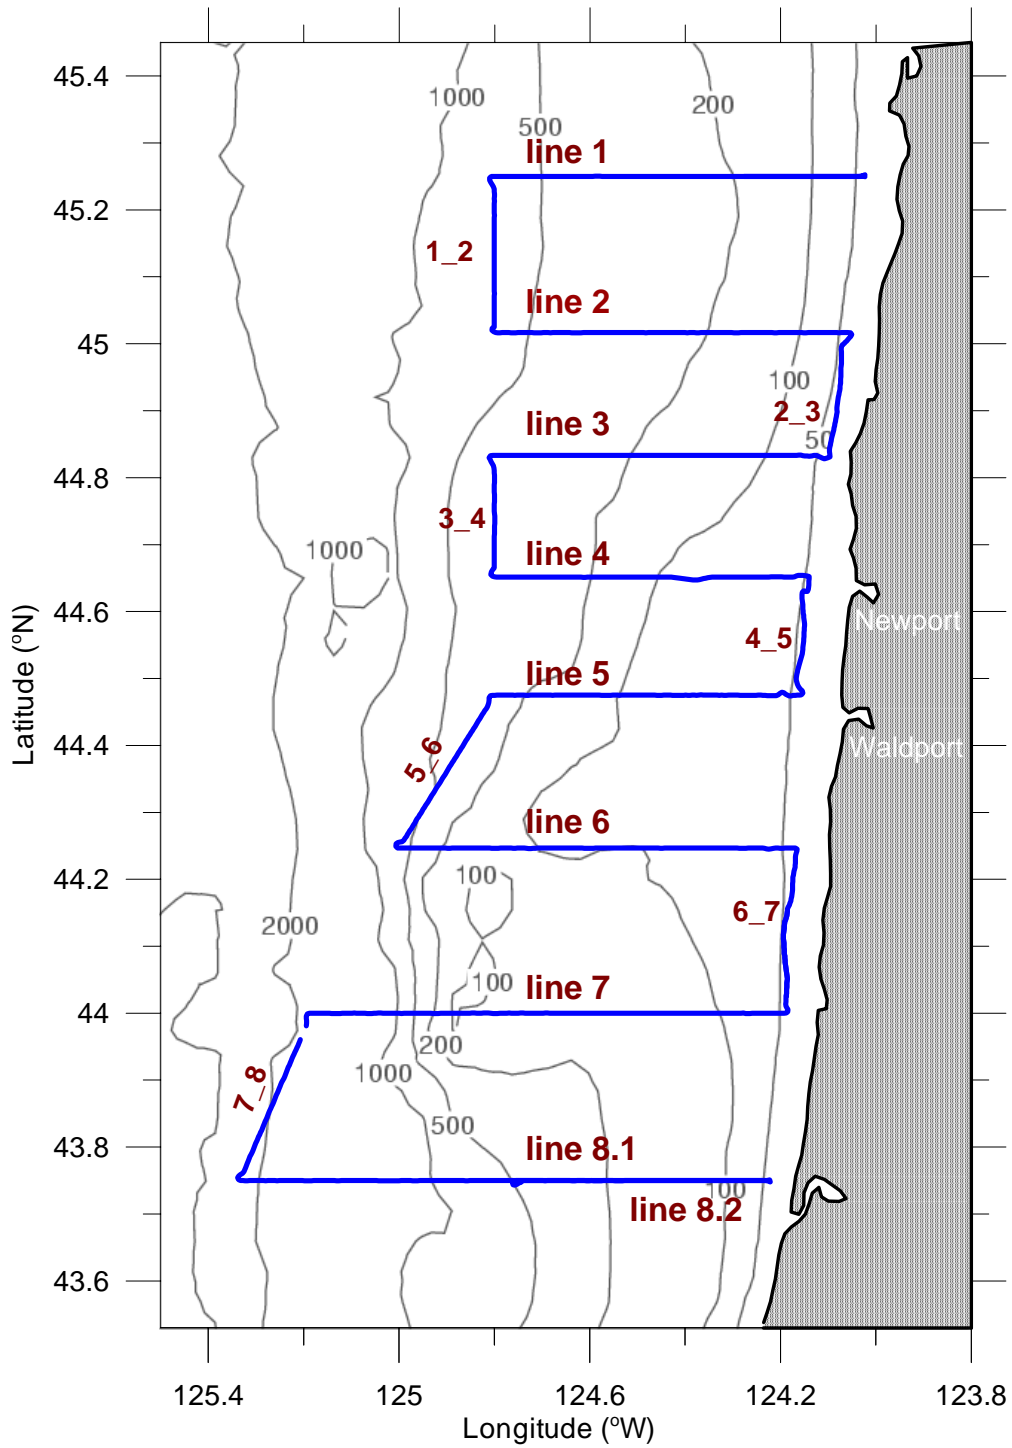 45.4
1000
200
500
line 1
45.2
1_2
line 2
45
100
2_3
line 3
50
44.8
3_4
line 4
1000
44.6
Newport
4_5
line 5
44.4
Waldport
5_6
line 6
44.2
100
6_7
2000
100
line 7
44
200
1000
7_8
500
43.8
line 8.1
100
line 8.2
43.6
Latitude (°N)
125.4
125
124.6
124.2
123.8
Longitude (°W)